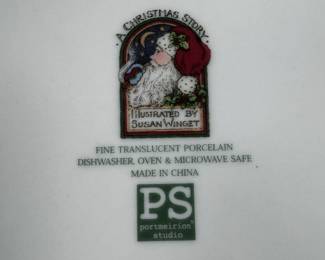 ·A CHRISTMAS STORY·
ILLUSTRATED BY
SUSAN WINGET
FINE TRANSLUCENT PORCELAIN
DISHWASHER, OVEN & MICROWAVE SAFE
MADE IN CHINA
PS
portmeirion
studio